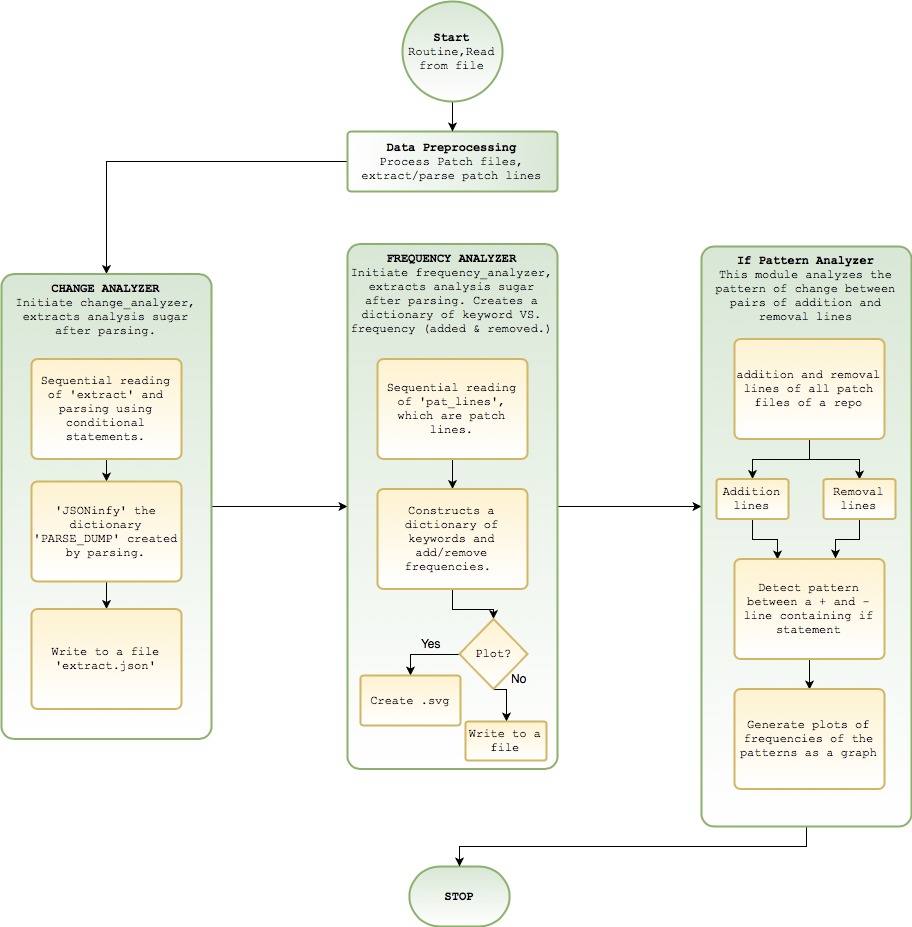 Start
Routine,Read
from file
Data Preprocessing
Process Patch files,
extract/parse patch lines
CHANGE ANALYZER
Initiate change_analyzer,
extracts analysis sugar
after parsing.
Sequential reading
of 'extract' and
parsing using
conditional
statements.
'JSONinfy' the
dictionary
'PARSE_DUMP' created
by parsing.
Write to a file
'extract.json'
FREQUENCY ANALYZER
Initiate frequency_analyzer,
extracts analysis sugar
after parsing. Creates a
dictionary of keyword VS.
frequency (added & removed.)
Sequential reading
of 'pat_lines',
which are patch
lines.
Constructs a
dictionary of
keywords and
add/remove
frequencies.
Plot?
Yes
No
Create .svg
Write to a
file
If Pattern Analyzer
This module analyzes the
pattern of change between
pairs of addition and
removal lines
addition and removal
lines of all patch
files of a repo
Addition
lines
Removal
lines
Detect pattern
between a + and -
line containing if
statement
Generate plots of
frequencies of the
patterns as a graph
STOP